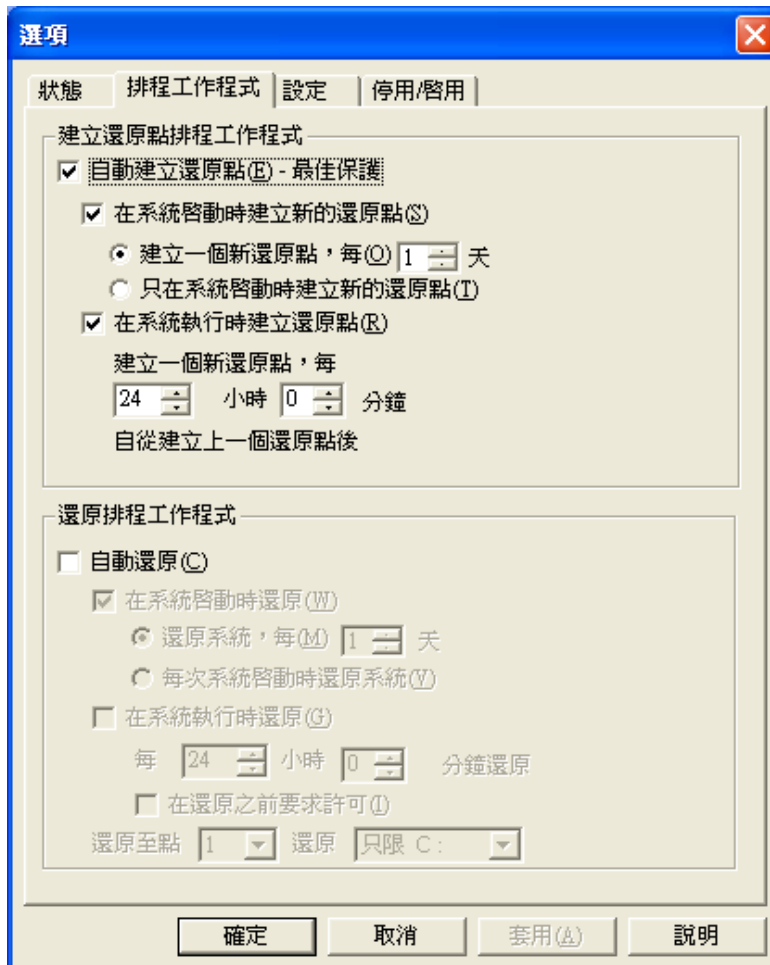 選項
狀態 排程工作程式 設定 停用/啓用
建立還原點排程工作程式
自動建立還原點(E) - 最佳保護
在系統啓動時建立新的還原點(S)
建立一個新還原點，每(O) 1 天
只在系統啓動時建立新的還原點(T)
在系統執行時建立還原點(R)
建立一個新還原點，每
24 小時 0 分鐘
自從建立上一個還原點後
還原排程工作程式
自動還原(C)
在系統啓動時還原(W)
還原系統，每(M) 1 天
每次系統啓動時還原系統(V)
在系統執行時還原(G)
每 24 小時 0 分鐘還原
在還原之前要求許可(I)
還原至點 1 還原 只限 C :
確定 取消 套用(A) 說明